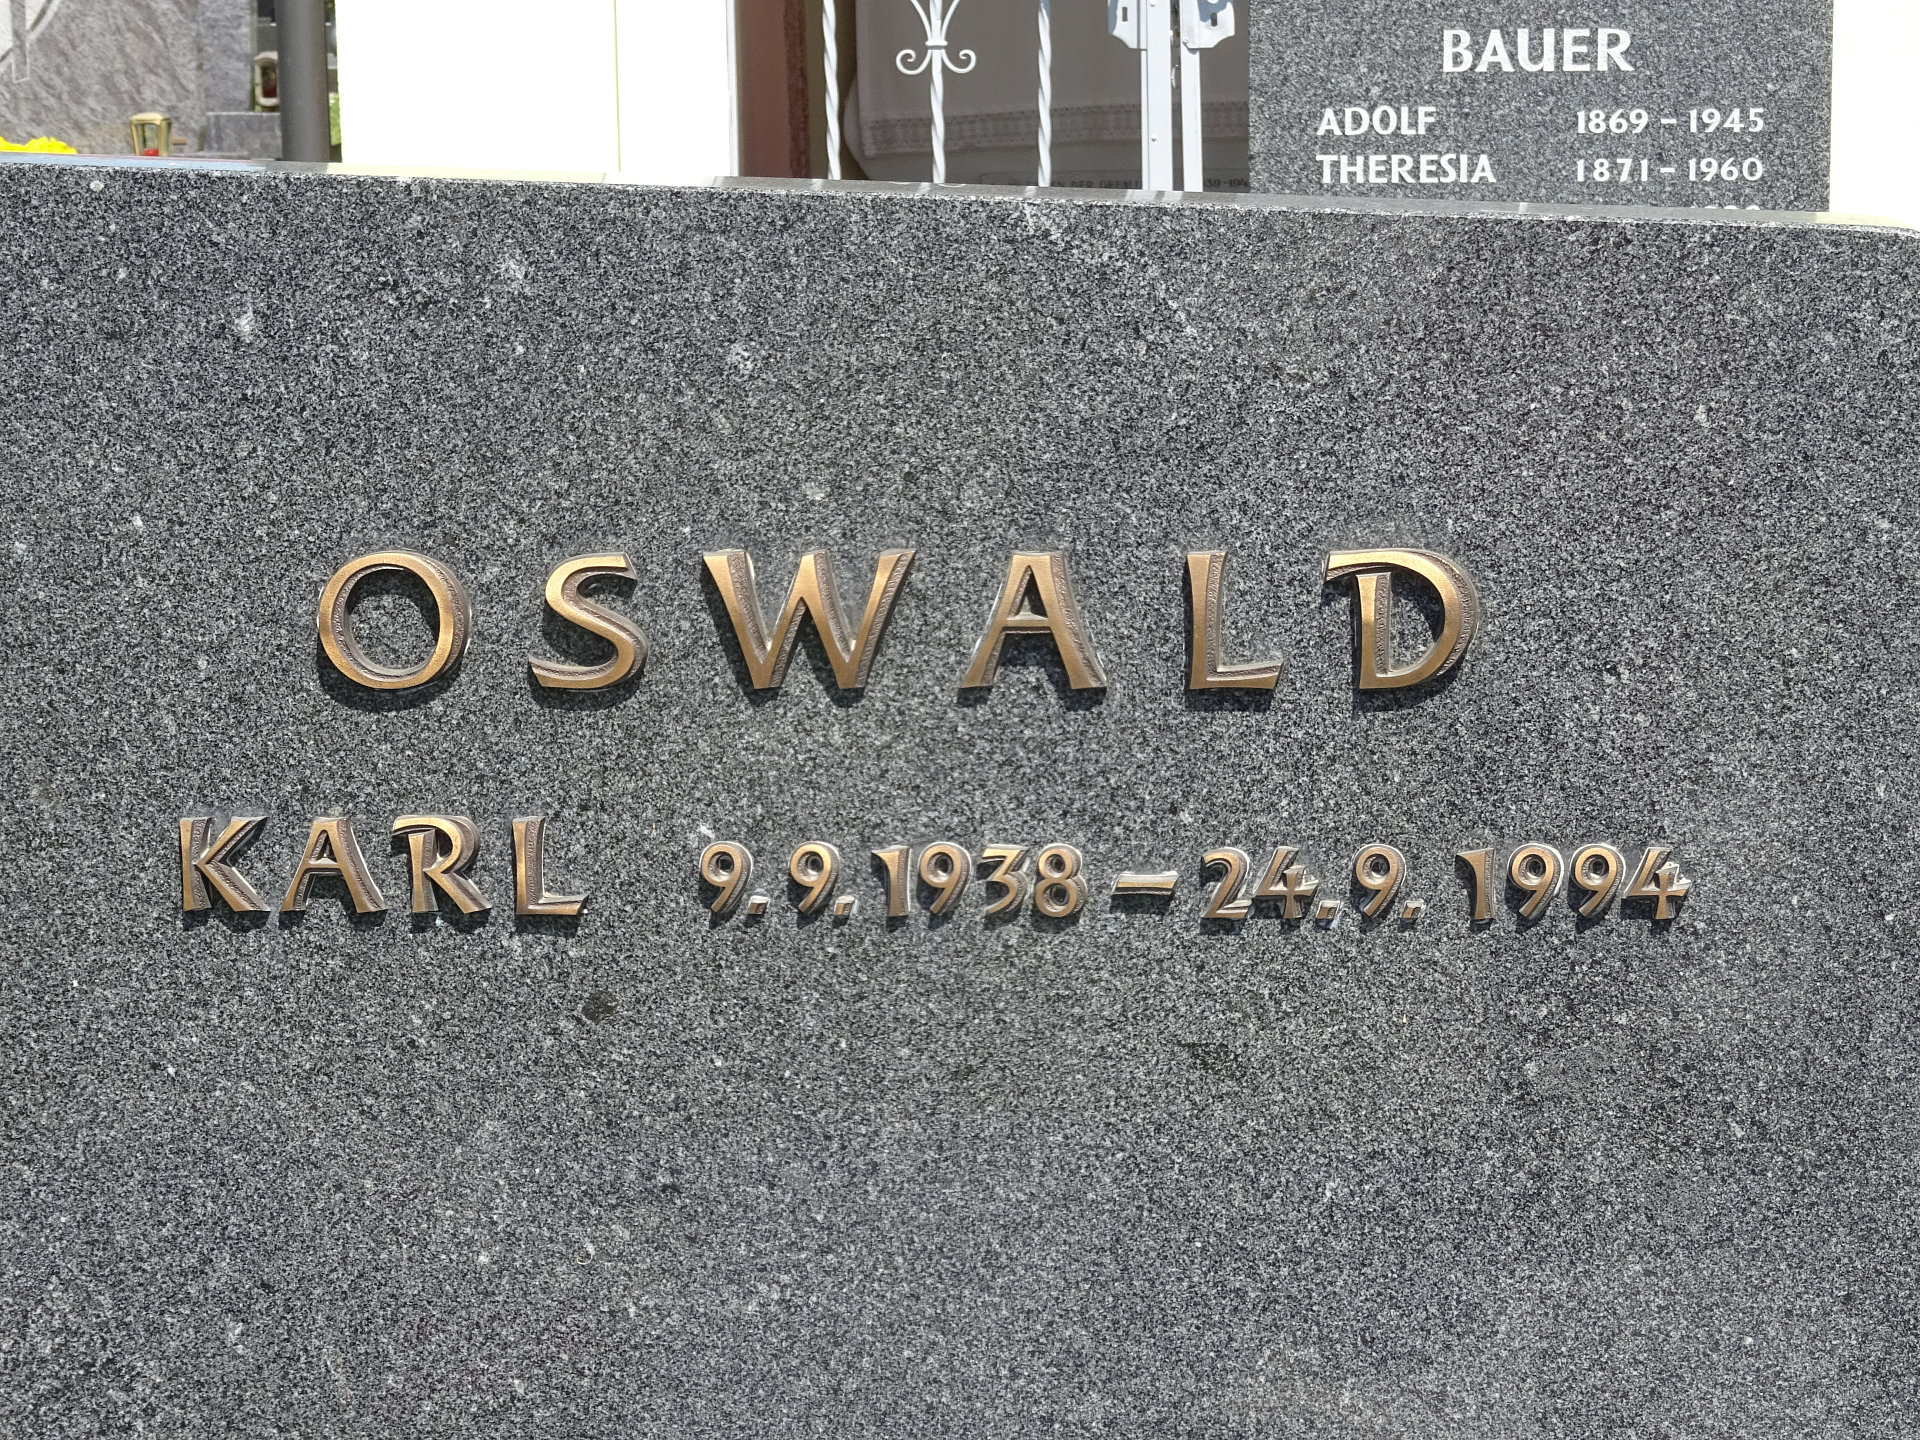 BAUER
ADOLF 1869 – 1945
THERESIA 1871 – 1960
OSWALD
KARL 9.9.1938 – 24.9.1994